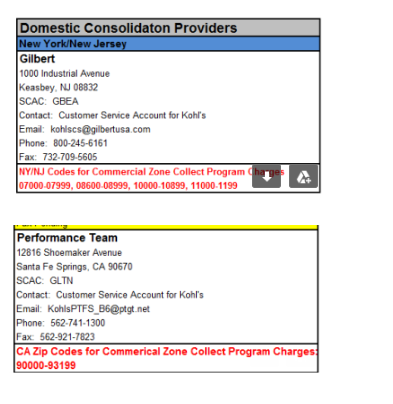 Domestic Consolidaton Providers
New York/New Jersey
Gilbert
1000 Industrial Avenue
Keasbey, NJ 08832
SCAC: GBEA
Contact: Customer Service Account for Kohl's
Email: kohlscs@gilbertusa.com
Phone: 800-245-6161
Fax: 732-709-5605
NY/NJ Codes for Commercial Zone Collect Program Charges
07000-07999, 08600-08999, 10000-10899, 11000-1199
Performance Team
12816 Shoemaker Avenue
Santa Fe Springs, CA 90670
SCAC: GLTN
Contact: Customer Service Account for Kohl's
Email: KohlsPTFS_B6@ptgt.net
Phone: 562-741-1300
Fax: 562-921-7823
CA Zip Codes for Commerical Zone Collect Program Charges:
90000-93199